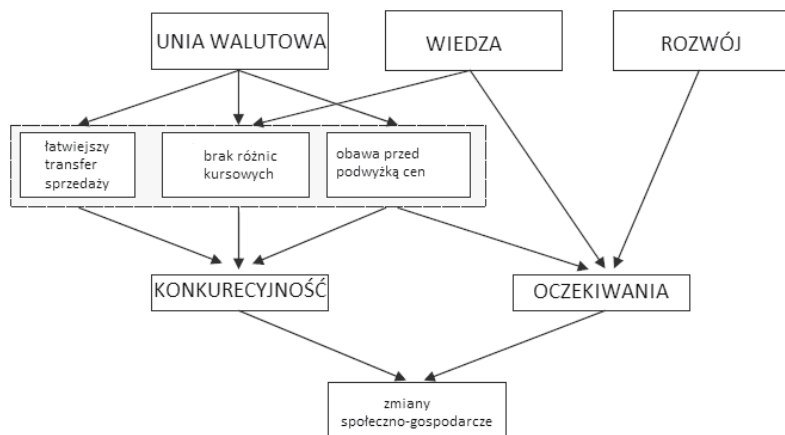 UNIA WALUTOWA
WIEDZA
ROZWÓJ
łatwiejszy
transfer
sprzedaży
brak różnic
kursowych
obawa przed
podwyżką cen
KONKURECYJNOŚĆ
OCZEKIWANIA
zmiany
społeczno-gospodarcze